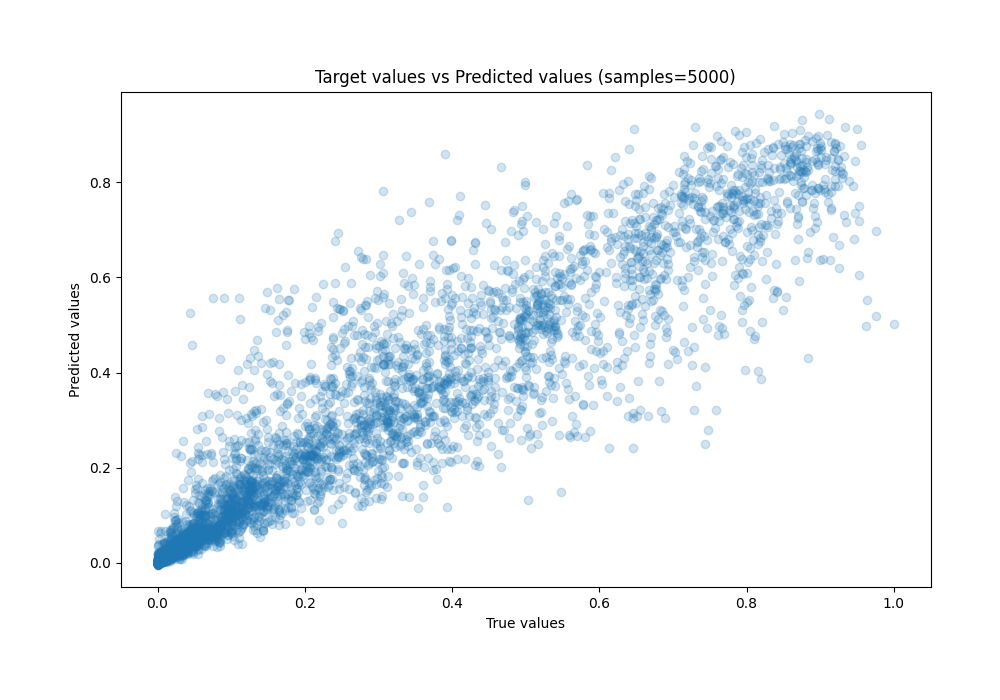 Target values vs Predicted values (samples=5000)
Predicted values
0.8
0.6
0.4
0.2
0.0
0.0 0.2 0.4 0.6 0.8 1.0
True values